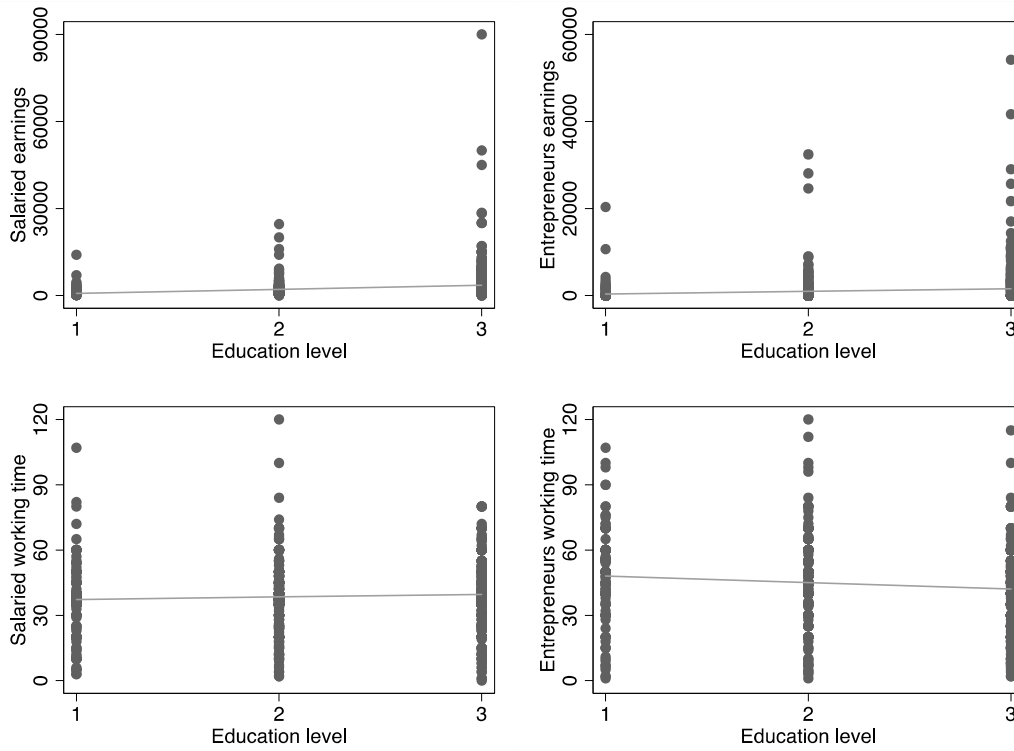 Salaried earnings
90000
60000
30000
0
1 2 3
Education level
Entrepreneurs earnings
60000
40000
20000
0
1 2 3
Education level
Salaried working time
120
90
60
30
0
1 2 3
Education level
Entrepreneurs working time
120
90
60
30
0
1 2 3
Education level